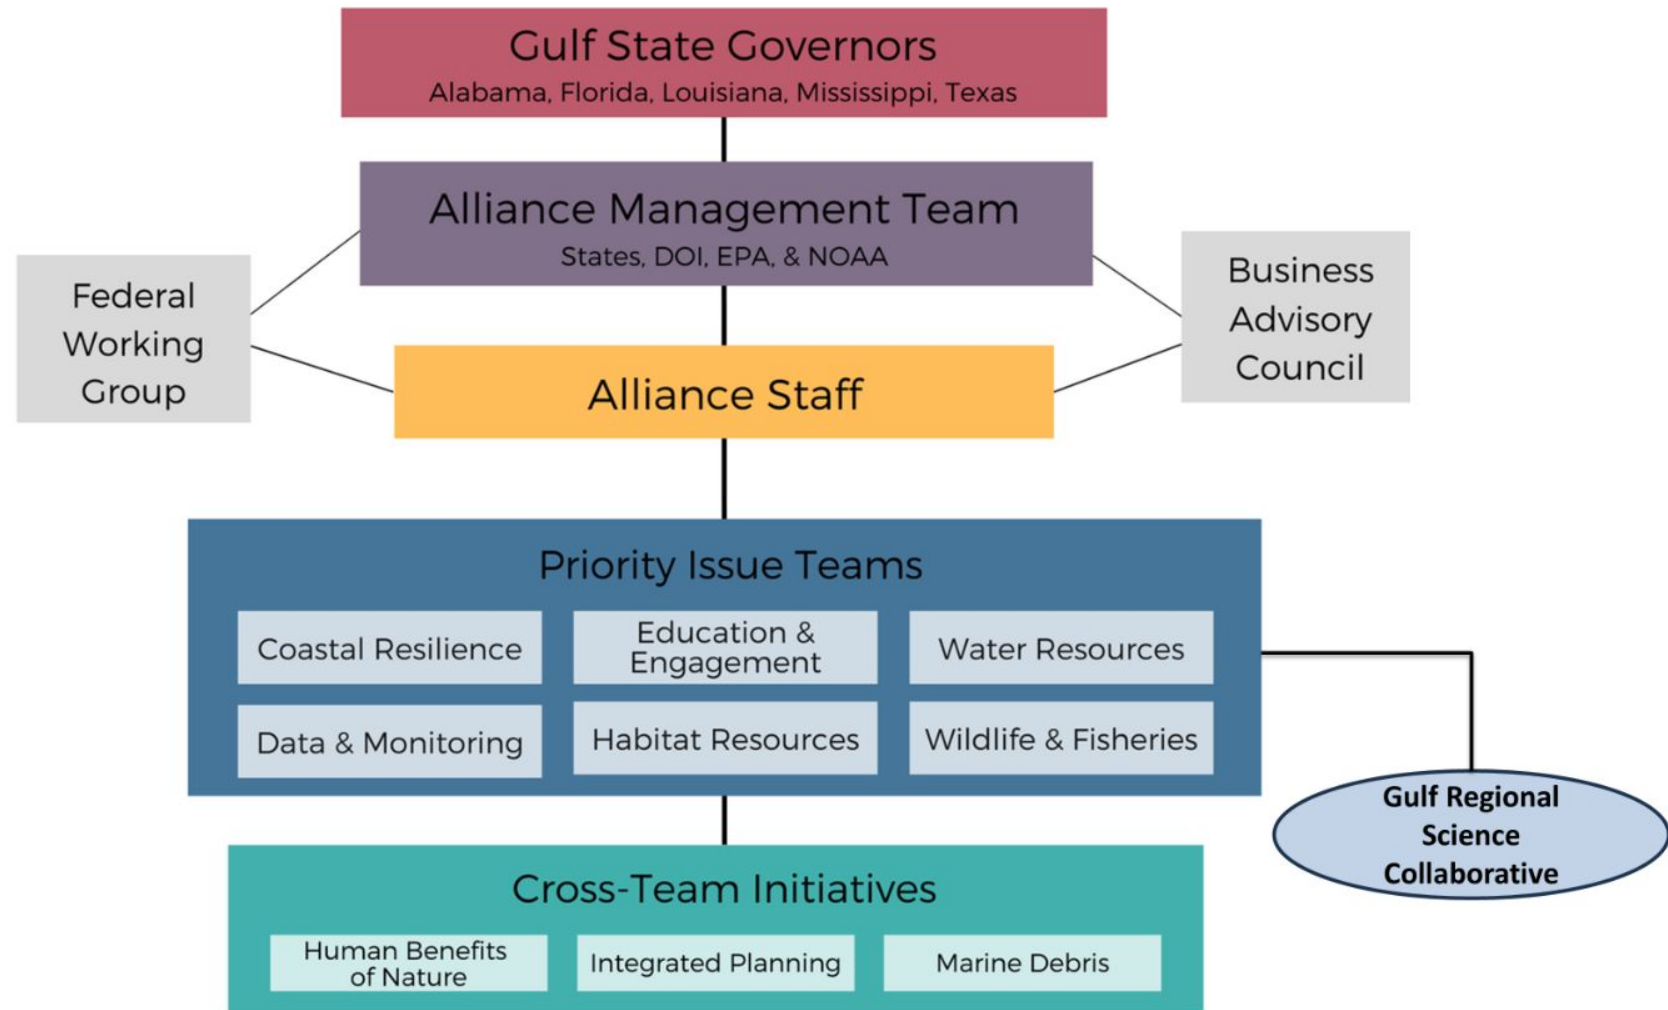 Gulf State Governors
Alabama, Florida, Louisiana, Mississippi, Texas
Alliance Management Team
States, DOI, EPA, & NOAA
Federal
Working
Group
Business
Advisory
Council
Alliance Staff
Priority Issue Teams
Coastal Resilience
Education &
Engagement
Water Resources
Data & Monitoring
Habitat Resources
Wildlife & Fisheries
Gulf Regional
Science
Collaborative
Cross-Team Initiatives
Human Benefits
of Nature
Integrated Planning
Marine Debris